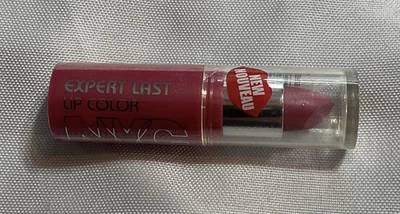 EXPERT LAST
LIP COLOR
NYC
NEW
NOUVEAU